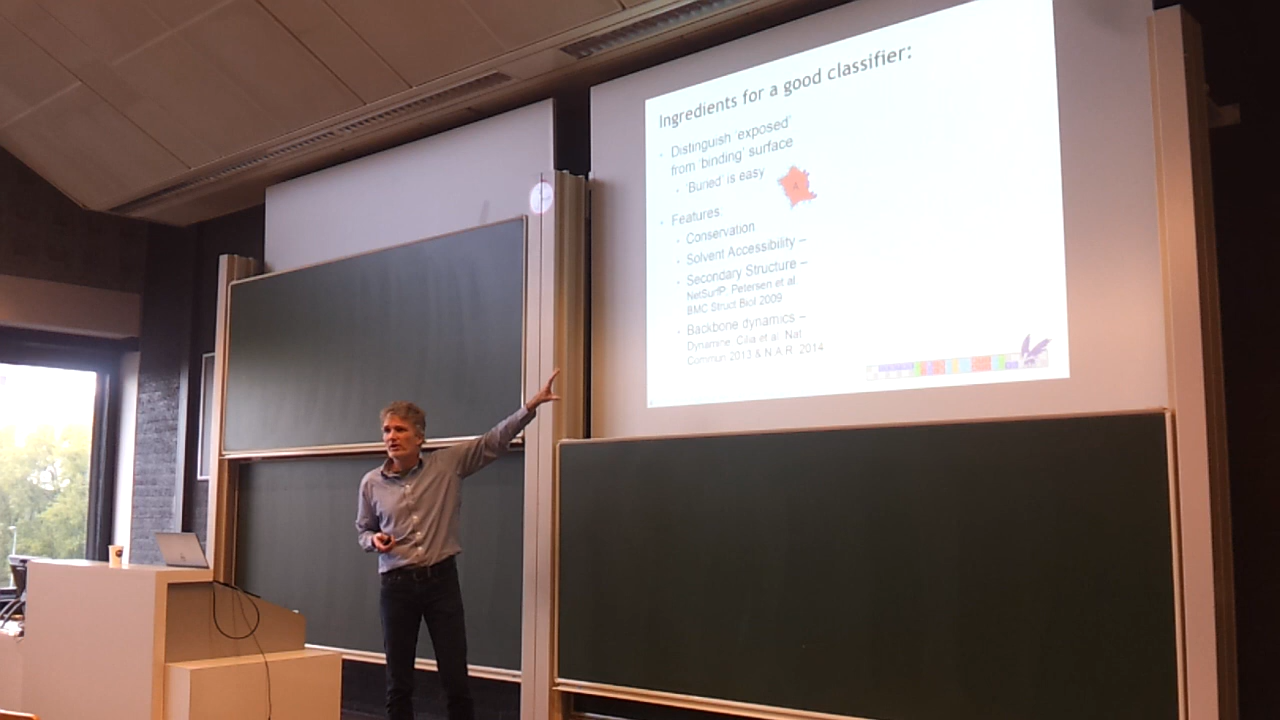 Ingredients for a good classifier:
Distinguish 'exposed'
from 'binding' surface
'Buried' is easy
A
Features
Conservation
Solvent Accessibility –
Secondary Structure –
NetSurfP: Petersen et al
BMC Struct Biol 2009
Backbone dynamics –
Dynamine: Cilia et al. Nat
Commun 2013 & N.A.R. 2014